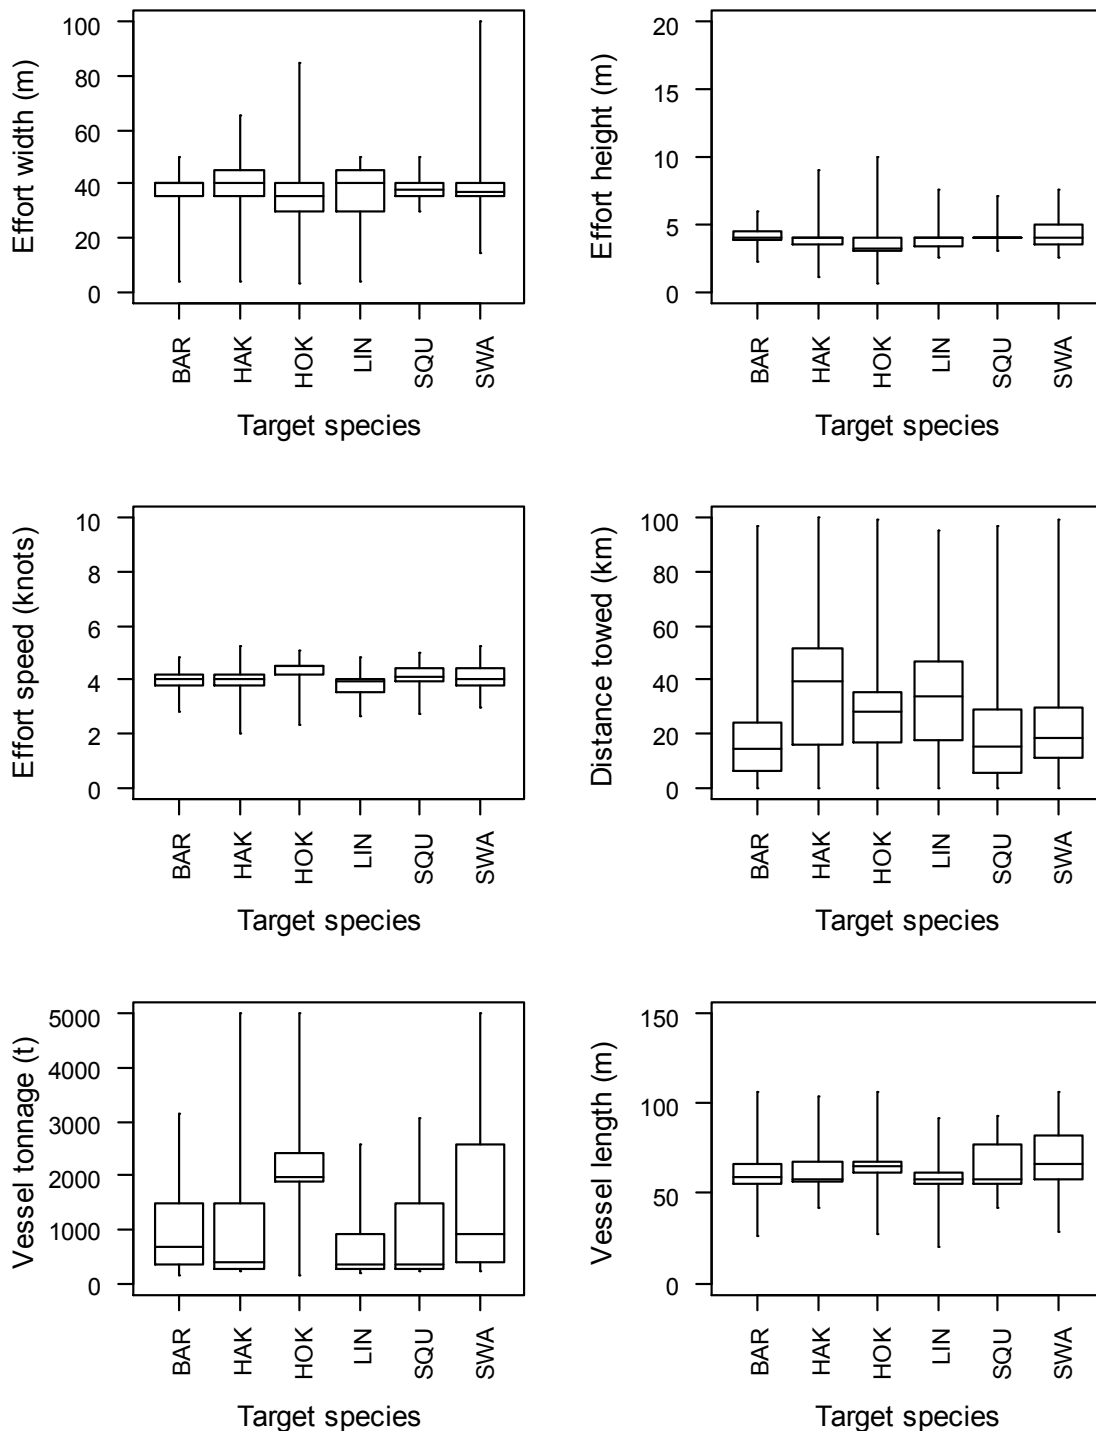 Effort width (m)
100
80
60
40
20
0
BAR
HAK
HOK
LIN
SQU
SWA
Target species
Effort height (m)
20
15
10
5
0
BAR
HAK
HOK
LIN
SQU
SWA
Target species
Effort speed (knots)
10
8
6
4
2
0
BAR
HAK
HOK
LIN
SQU
SWA
Target species
Distance towed (km)
100
80
60
40
20
0
BAR
HAK
HOK
LIN
SQU
SWA
Target species
Vessel tonnage (t)
5000
4000
3000
2000
1000
0
BAR
HAK
HOK
LIN
SQU
SWA
Target species
Vessel length (m)
150
100
50
0
BAR
HAK
HOK
LIN
SQU
SWA
Target species